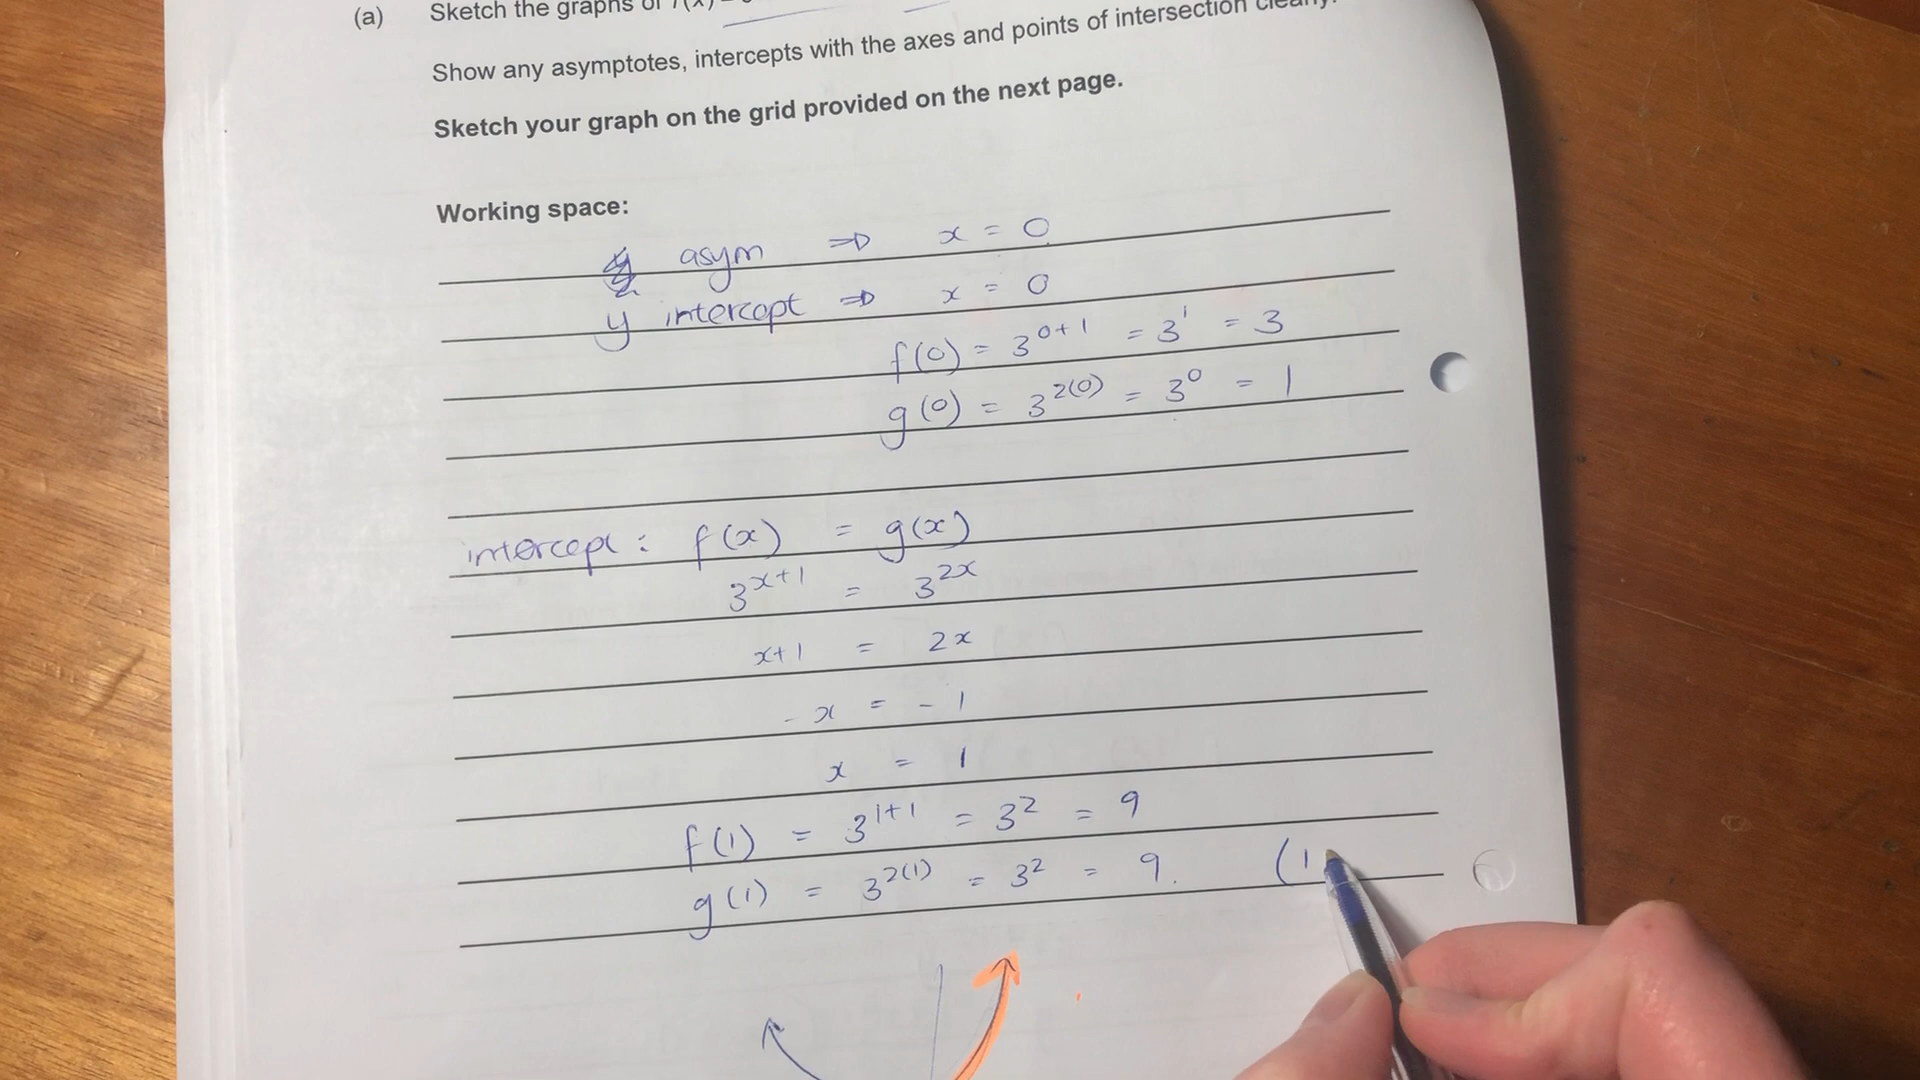 (a) Sketch the graphs of f(x)
Show any asymptotes, intercepts with the axes and points of intersection clearly.
Sketch your graph on the grid provided on the next page.
Working space:
asym ⇒ x = 0
y intercept ⇒ x = 0
f(0) = 3^{0+1} = 3^1 = 3
g(0) = 3^{2(0)} = 3^0 = 1
intercept : f(x) = g(x)
3^{x+1} = 3^{2x}
x+1 = 2x
-x = -1
x = 1
f(1) = 3^{1+1} = 3^2 = 9
g(1) = 3^{2(1)} = 3^2 = 9. (1